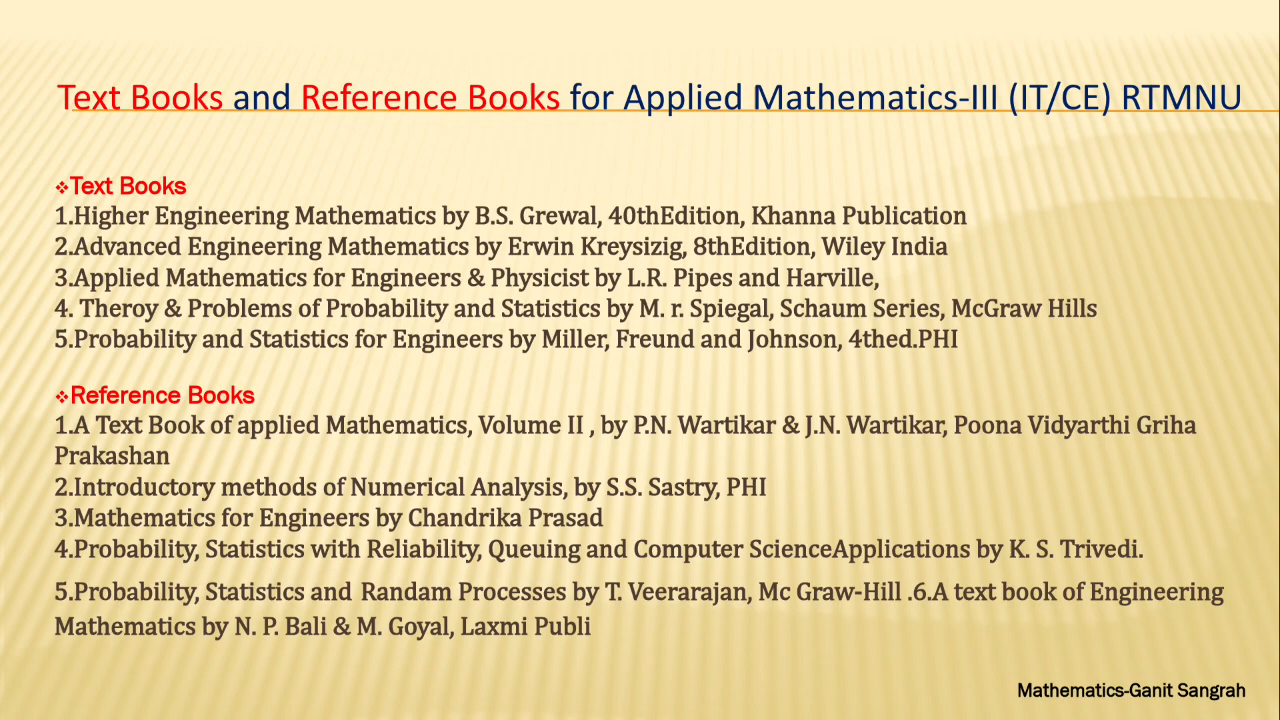 Text Books and Reference Books for Applied Mathematics-III (IT/CE) RTMNU
❖Text Books
1.Higher Engineering Mathematics by B.S. Grewal, 40thEdition, Khanna Publication
2.Advanced Engineering Mathematics by Erwin Kreysizig, 8thEdition, Wiley India
3.Applied Mathematics for Engineers & Physicist by L.R. Pipes and Harville,
4. Theroy & Problems of Probability and Statistics by M. r. Spiegal, Schaum Series, McGraw Hills
5.Probability and Statistics for Engineers by Miller, Freund and Johnson, 4thed.PHI
❖Reference Books
1.A Text Book of applied Mathematics, Volume II , by P.N. Wartikar & J.N. Wartikar, Poona Vidyarthi Griha
Prakashan
2.Introductory methods of Numerical Analysis, by S.S. Sastry, PHI
3.Mathematics for Engineers by Chandrika Prasad
4.Probability, Statistics with Reliability, Queuing and Computer ScienceApplications by K. S. Trivedi.
5.Probability, Statistics and Randam Processes by T. Veerarajan, Mc Graw-Hill .6.A text book of Engineering
Mathematics by N. P. Bali & M. Goyal, Laxmi Publi
Mathematics-Ganit Sangrah